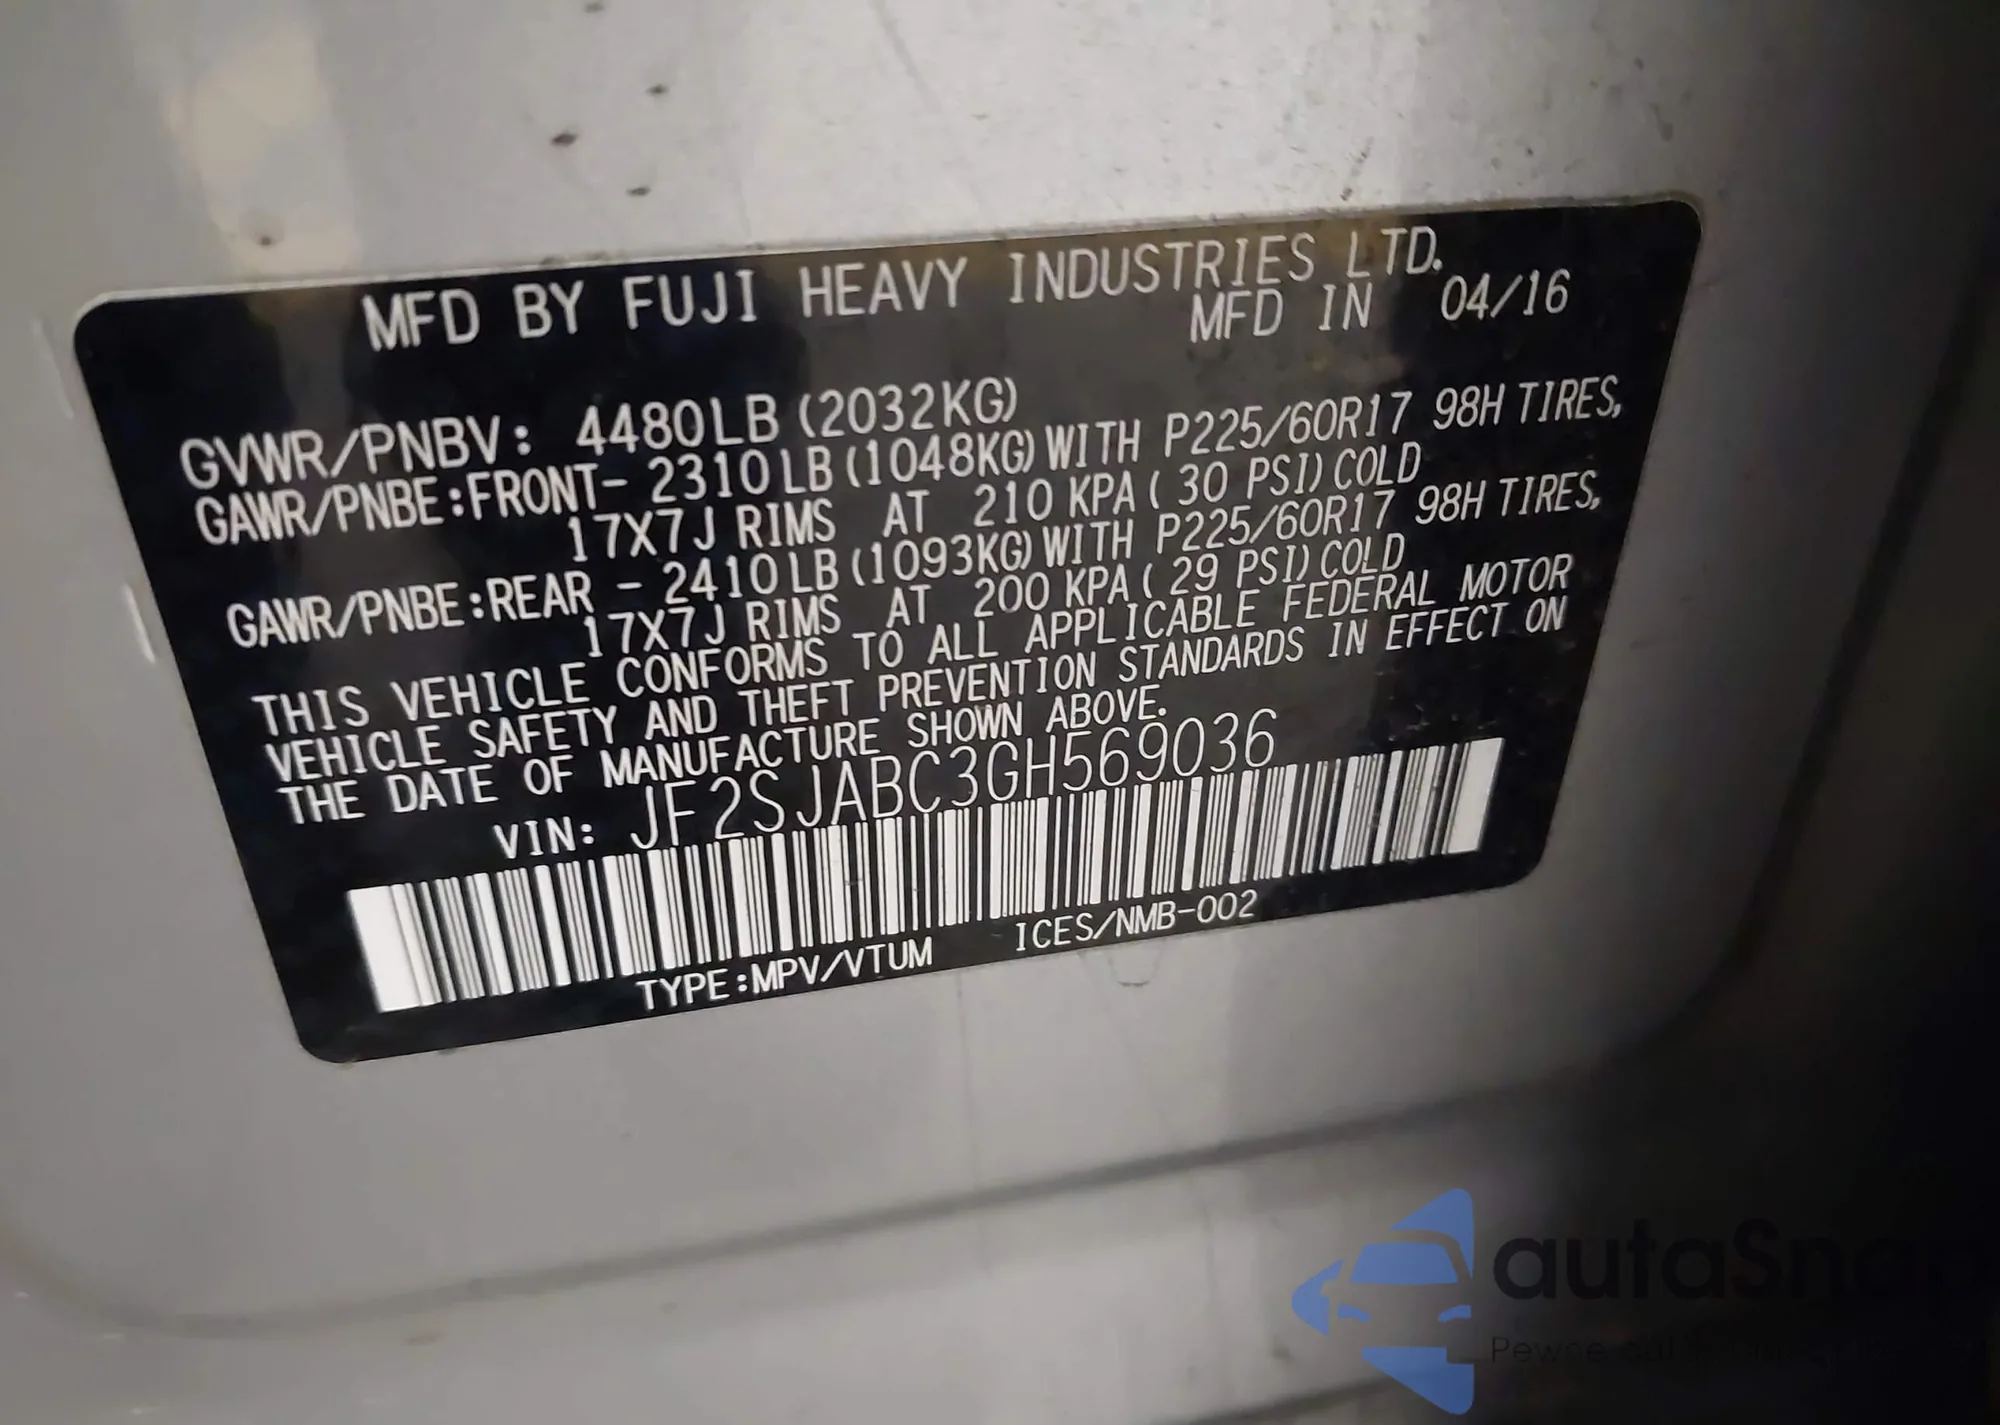 MFD BY FUJI HEAVY INDUSTRIES LTD.
MFD IN 04/16
GVWR/PNBV: 4480LB (2032KG)
GAWR/PNBE:FRONT- 2310LB (1048KG) WITH P225/60R17 98H TIRES,
17X7J RIMS AT 210 KPA ( 30 PSI) COLD
GAWR/PNBE:REAR - 2410LB (1093KG) WITH P225/60R17 98H TIRES,
17X7J RIMS AT 200 KPA ( 29 PSI) COLD
THIS VEHICLE CONFORMS TO ALL APPLICABLE FEDERAL MOTOR
VEHICLE SAFETY AND THEFT PREVENTION STANDARDS IN EFFECT ON
THE DATE OF MANUFACTURE SHOWN ABOVE.
VIN: JF2SJABC3GH569036
TYPE:MPV/VTUM ICES/NMB-002
autaSnap
Pewne